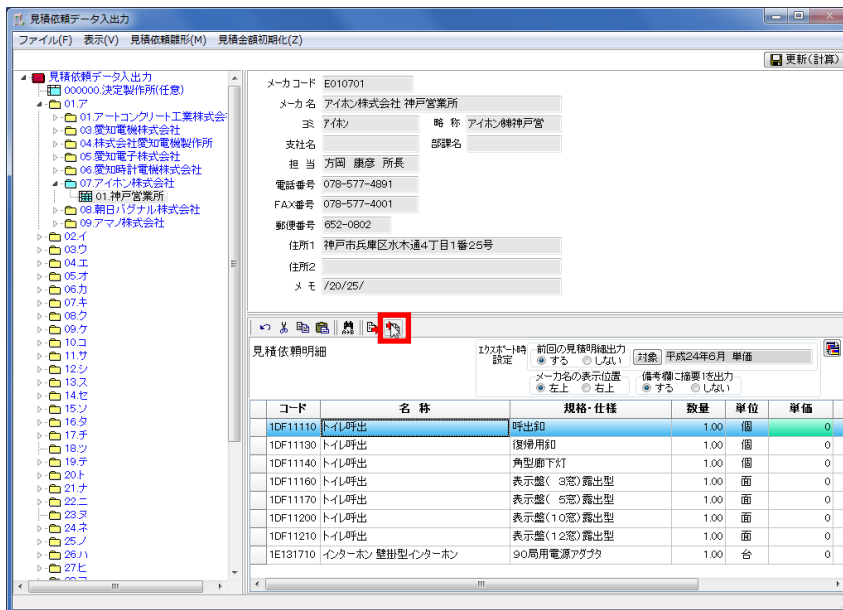 見積依頼データ入出力
ファイル(F) 表示(V) 見積依頼雛形(M) 見積金額初期化(Z)
更新(計算)
見積依頼データ入出力
000000.決定製作所(任意)
01.ア
01.アートコンクリート工業株式会
03.愛知電機株式会社
04.株式会社愛知電機製作所
05.愛知電子株式会社
06.愛知時計電機株式会社
07.アイホン株式会社
01.神戸営業所
08.朝日バグナル株式会社
09.アマノ株式会社
02.イ
03.ウ
04.エ
05.オ
06.カ
07.キ
08.ク
09.ケ
10.コ
11.サ
12.シ
13.ス
14.セ
15.ソ
16.タ
17.チ
18.ツ
19.テ
20.ト
21.ナ
22.ニ
23.ヌ
24.ネ
25.ノ
26.ハ
27.ヒ
メーカコード E010701
メーカ名 アイホン株式会社 神戸営業所
ヨミ アイホン 略称 アイホン㈱神戸営
支社名 部課名
担当 方岡 康彦 所長
電話番号 078-577-4891
FAX番号 078-577-4001
郵便番号 652-0802
住所1 神戸市兵庫区水木通4丁目1番25号
住所2
メモ /20/25/
見積依頼明細
エクスポート時設定 前回の見積明細出力 する しない 対象 平成24年6月 単価
メーカ名の表示位置 左上 右上 備考欄に摘要1を出力 する しない
コード 名称 規格・仕様 数量 単位 単価
1DF11110 トイレ呼出 呼出釦 1.00 個 0
1DF11130 トイレ呼出 復帰用釦 1.00 個 0
1DF11140 トイレ呼出 角型廊下灯 1.00 個 0
1DF11160 トイレ呼出 表示盤( 3窓)露出型 1.00 面 0
1DF11170 トイレ呼出 表示盤( 5窓)露出型 1.00 面 0
1DF11200 トイレ呼出 表示盤(10窓)露出型 1.00 面 0
1DF11210 トイレ呼出 表示盤(12窓)露出型 1.00 面 0
1E131710 インターホン 壁掛型インターホン 90局用電源アダプタ 1.00 台 0